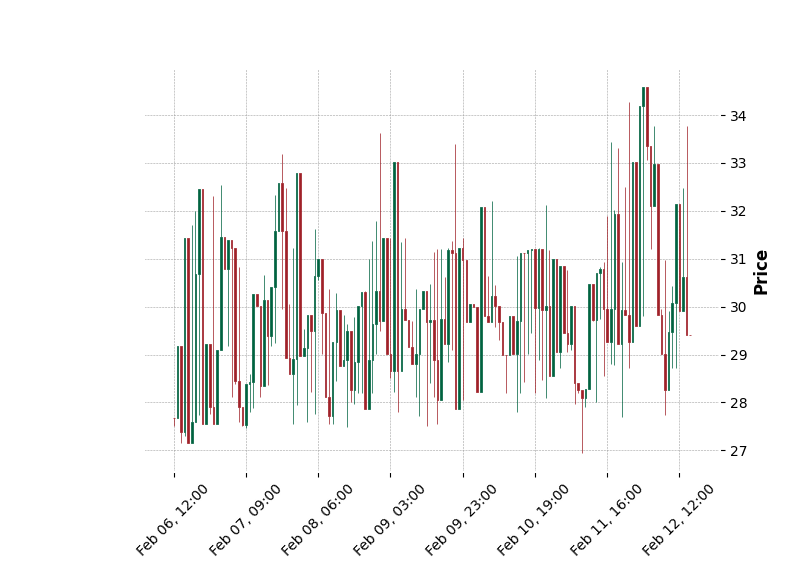 34
33
32
31
30
29
28
27
Price
Feb 06, 12:00
Feb 07, 09:00
Feb 08, 06:00
Feb 09, 03:00
Feb 09, 23:00
Feb 10, 19:00
Feb 11, 16:00
Feb 12, 12:00